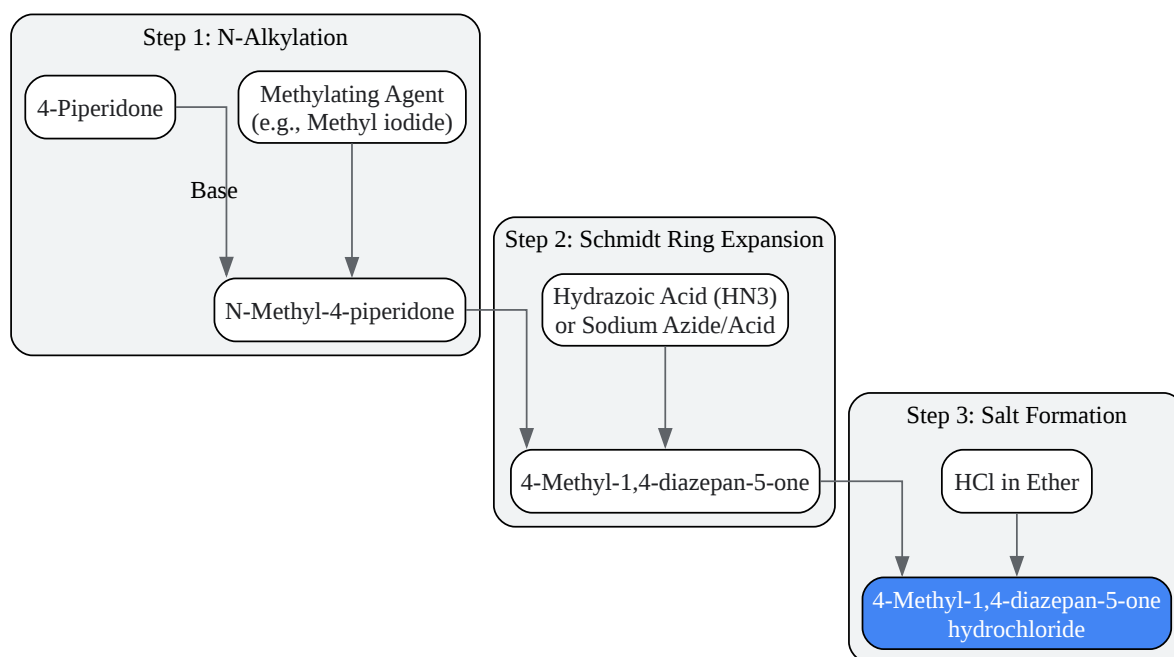 Step 1: N-Alkylation
4-Piperidone
Methylating Agent
(e.g., Methyl iodide)
Base
N-Methyl-4-piperidone
Step 2: Schmidt Ring Expansion
Hydrazoic Acid (HN3)
or Sodium Azide/Acid
4-Methyl-1,4-diazepan-5-one
Step 3: Salt Formation
HCl in Ether
4-Methyl-1,4-diazepan-5-one
hydrochloride